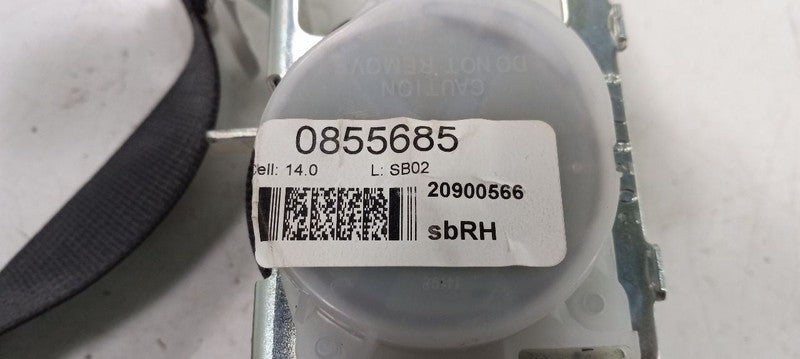 DO NOT REMOVE
CAUTION
0855685
Cell: 14.0 L: SB02
20900566
sbRH